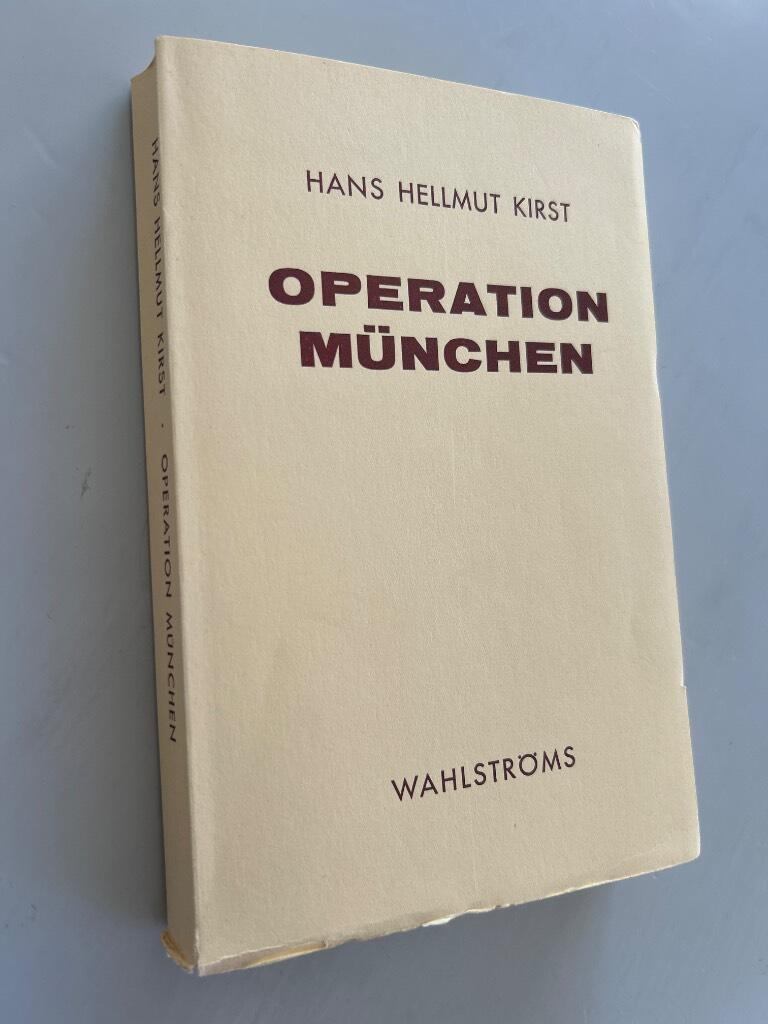 HANS HELLMUT KIRST
OPERATION
MÜNCHEN
WAHLSTRÖMS
HANS HELLMUT KIRST · OPERATION MÜNCHEN